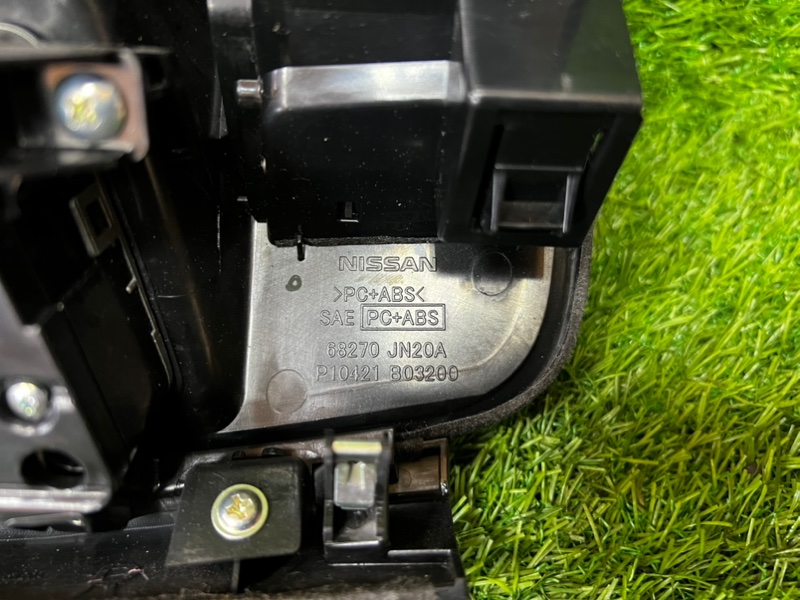 NISSAN
>PC+ABS<
SAE PC+ABS
68270 JN20A
P10421 B03200